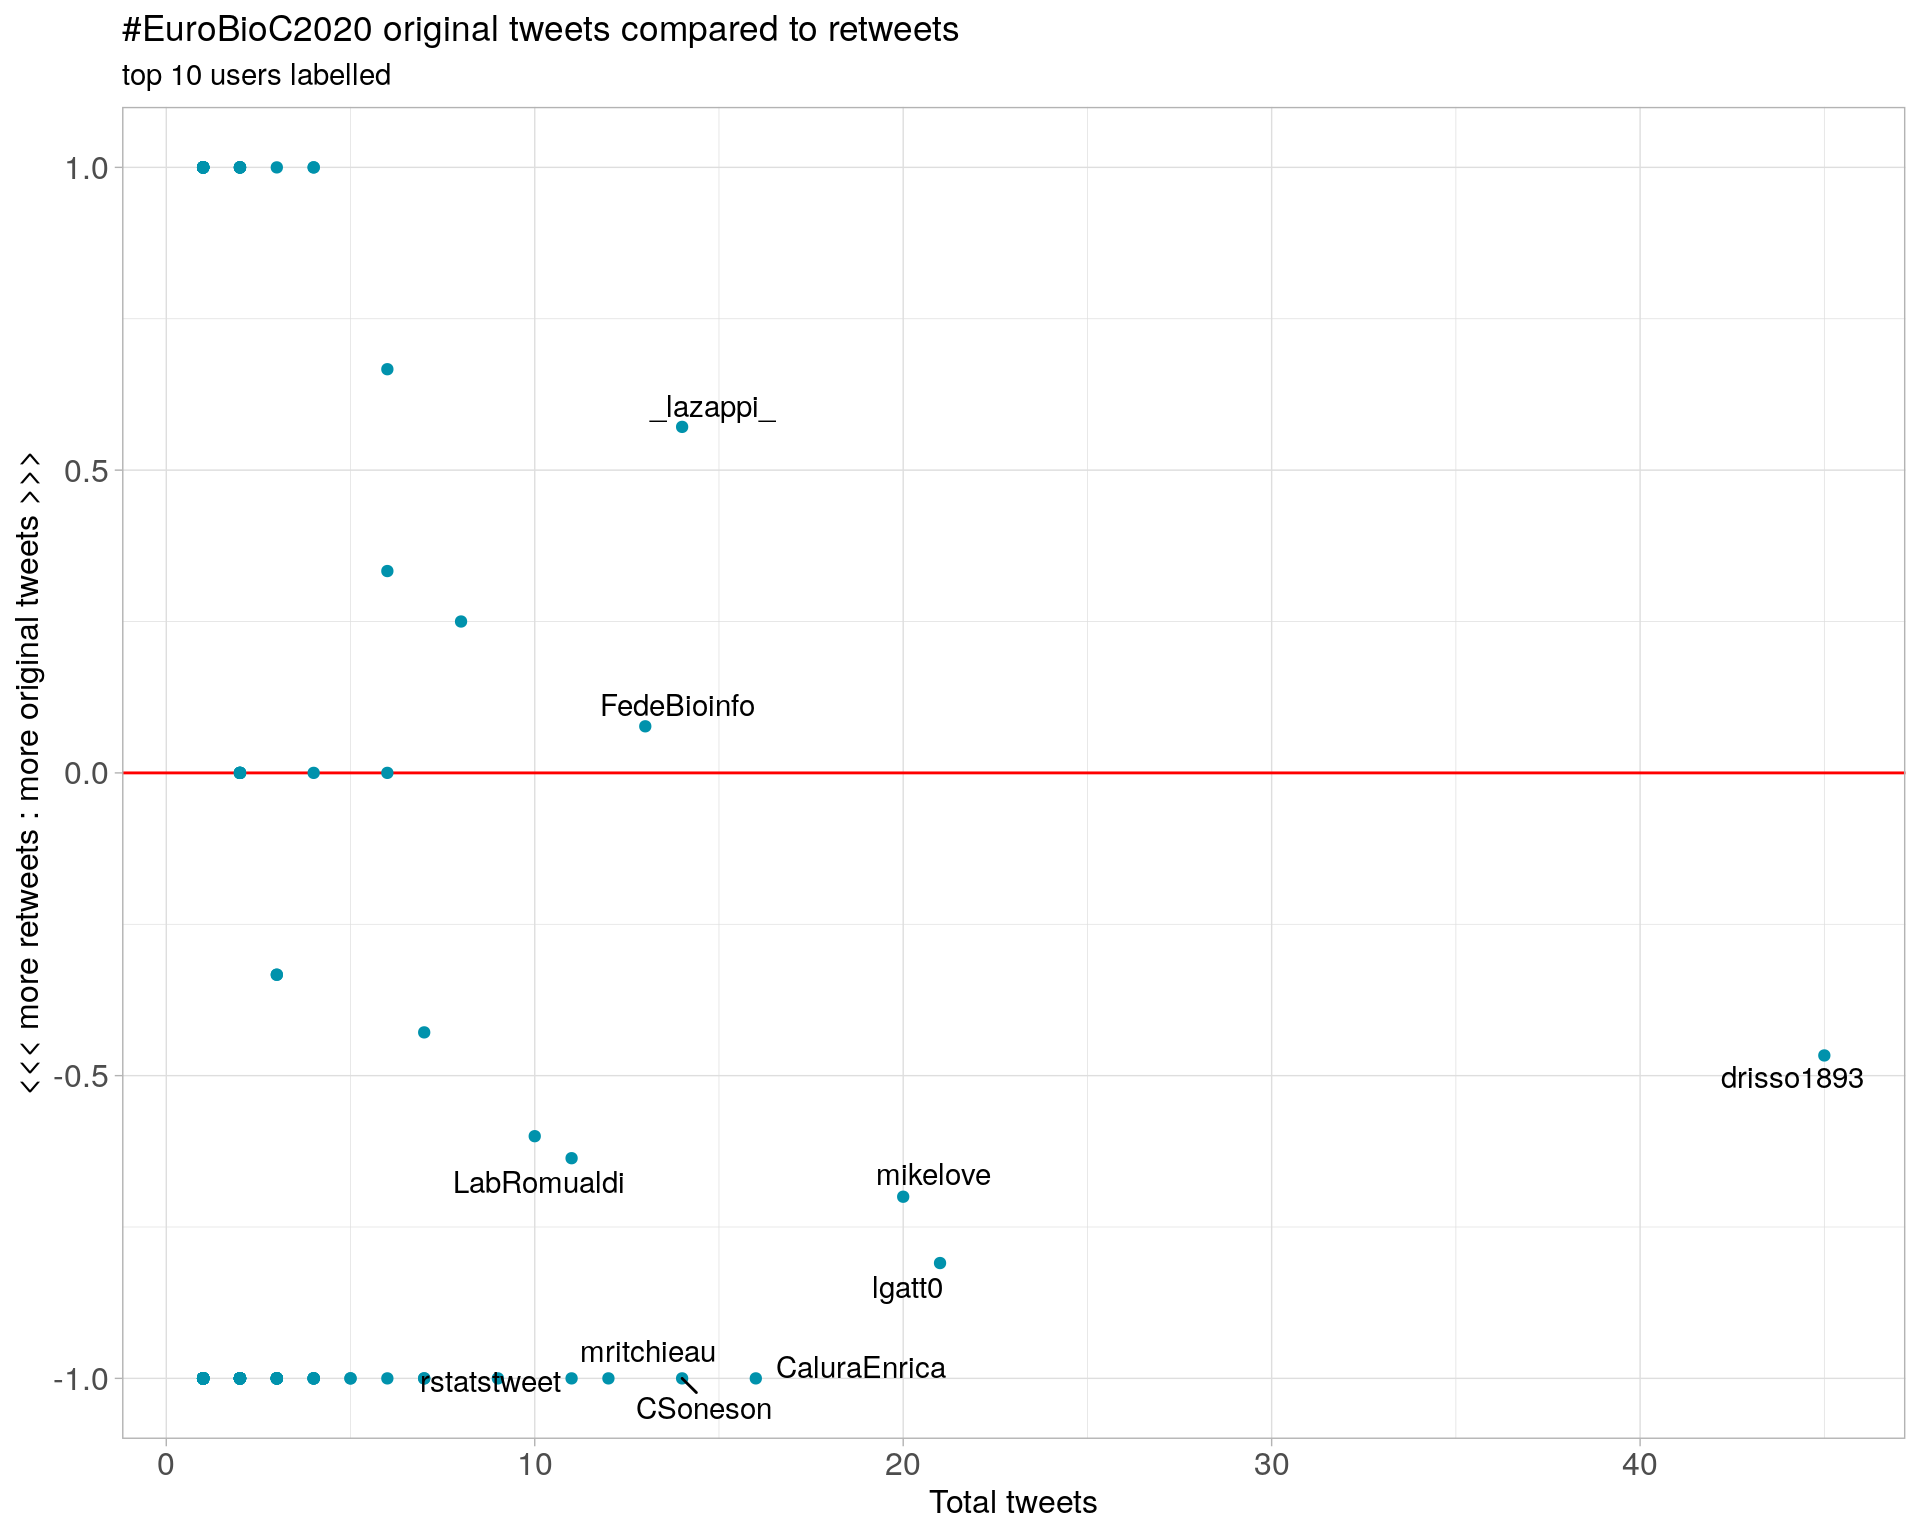 #EuroBioC2020 original tweets compared to retweets
top 10 users labelled
<<< more retweets : more original tweets >>>
1.0
0.5
0.0
-0.5
-1.0
_lazappi_
FedeBioinfo
drisso1893
LabRomualdi
mikelove
lgatt0
mritchieau
CaluraEnrica
rstatstweet
CSoneson
0 10 20 30 40
Total tweets